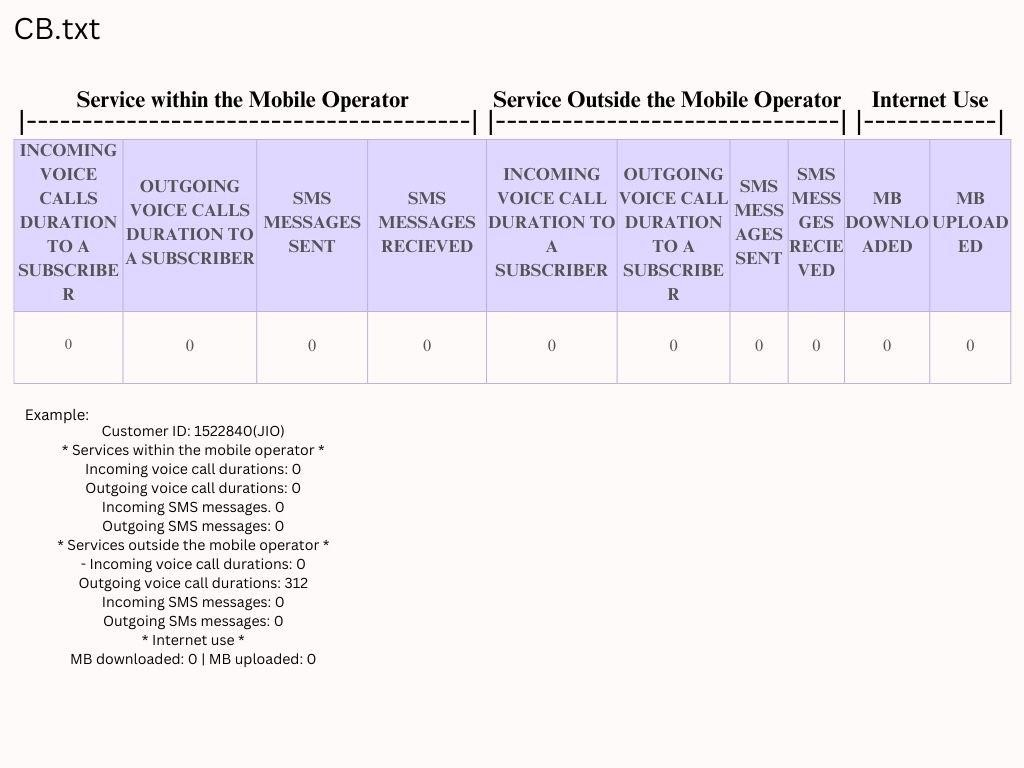 CB.txt
Service within the Mobile Operator
Service Outside the Mobile Operator
Internet Use
|----------------------------------------|
|-------------------------------|
|------------|
INCOMING
VOICE
CALLS
DURATION
TO A
SUBSCRIBE
R
OUTGOING
VOICE CALLS
DURATION TO
A SUBSCRIBER
SMS
MESSAGES
SENT
SMS
MESSAGES
RECIEVED
INCOMING
VOICE CALL
DURATION TO
A
SUBSCRIBER
OUTGOING
VOICE CALL
DURATION
TO A
SUBSCRIBE
R
SMS
MESS
AGES
SENT
SMS
MESS
GES
RECIE
VED
MB
DOWNLO
ADED
MB
UPLOAD
ED
0 0 0 0 0 0 0 0 0 0
Example:
Customer ID: 1522840(JIO)
* Services within the mobile operator *
Incoming voice call durations: 0
Outgoing voice call durations: 0
Incoming SMS messages. 0
Outgoing SMS messages: 0
* Services outside the mobile operator *
- Incoming voice call durations: 0
Outgoing voice call durations: 312
Incoming SMS messages: 0
Outgoing SMs messages: 0
* Internet use *
MB downloaded: 0 | MB uploaded: 0